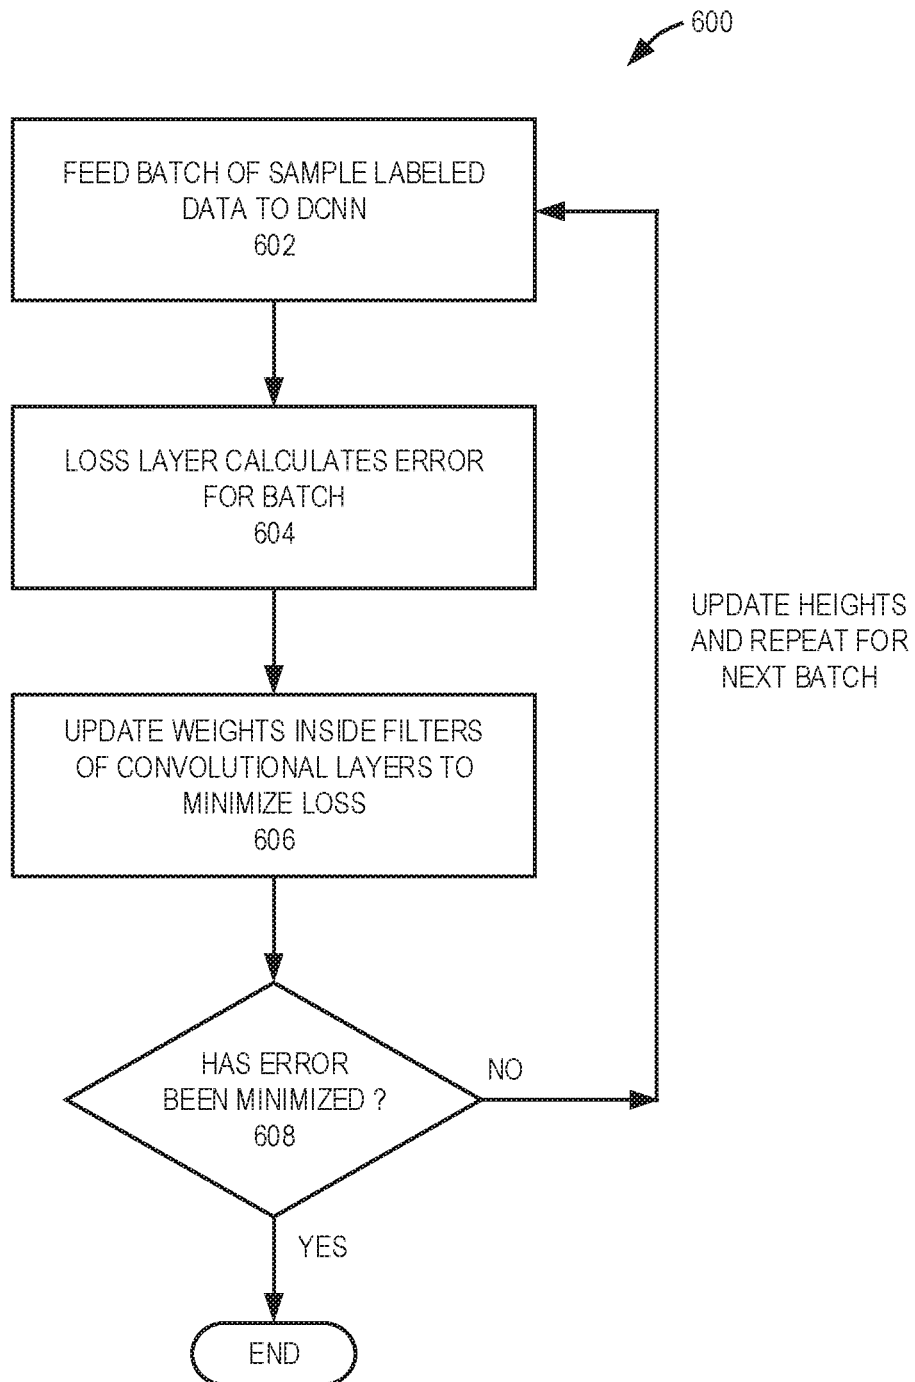 600
FEED BATCH OF SAMPLE LABELED
DATA TO DCNN
602
LOSS LAYER CALCULATES ERROR
FOR BATCH
604
UPDATE HEIGHTS
AND REPEAT FOR
NEXT BATCH
UPDATE WEIGHTS INSIDE FILTERS
OF CONVOLUTIONAL LAYERS TO
MINIMIZE LOSS
606
HAS ERROR
BEEN MINIMIZED ?
608
NO
YES
END